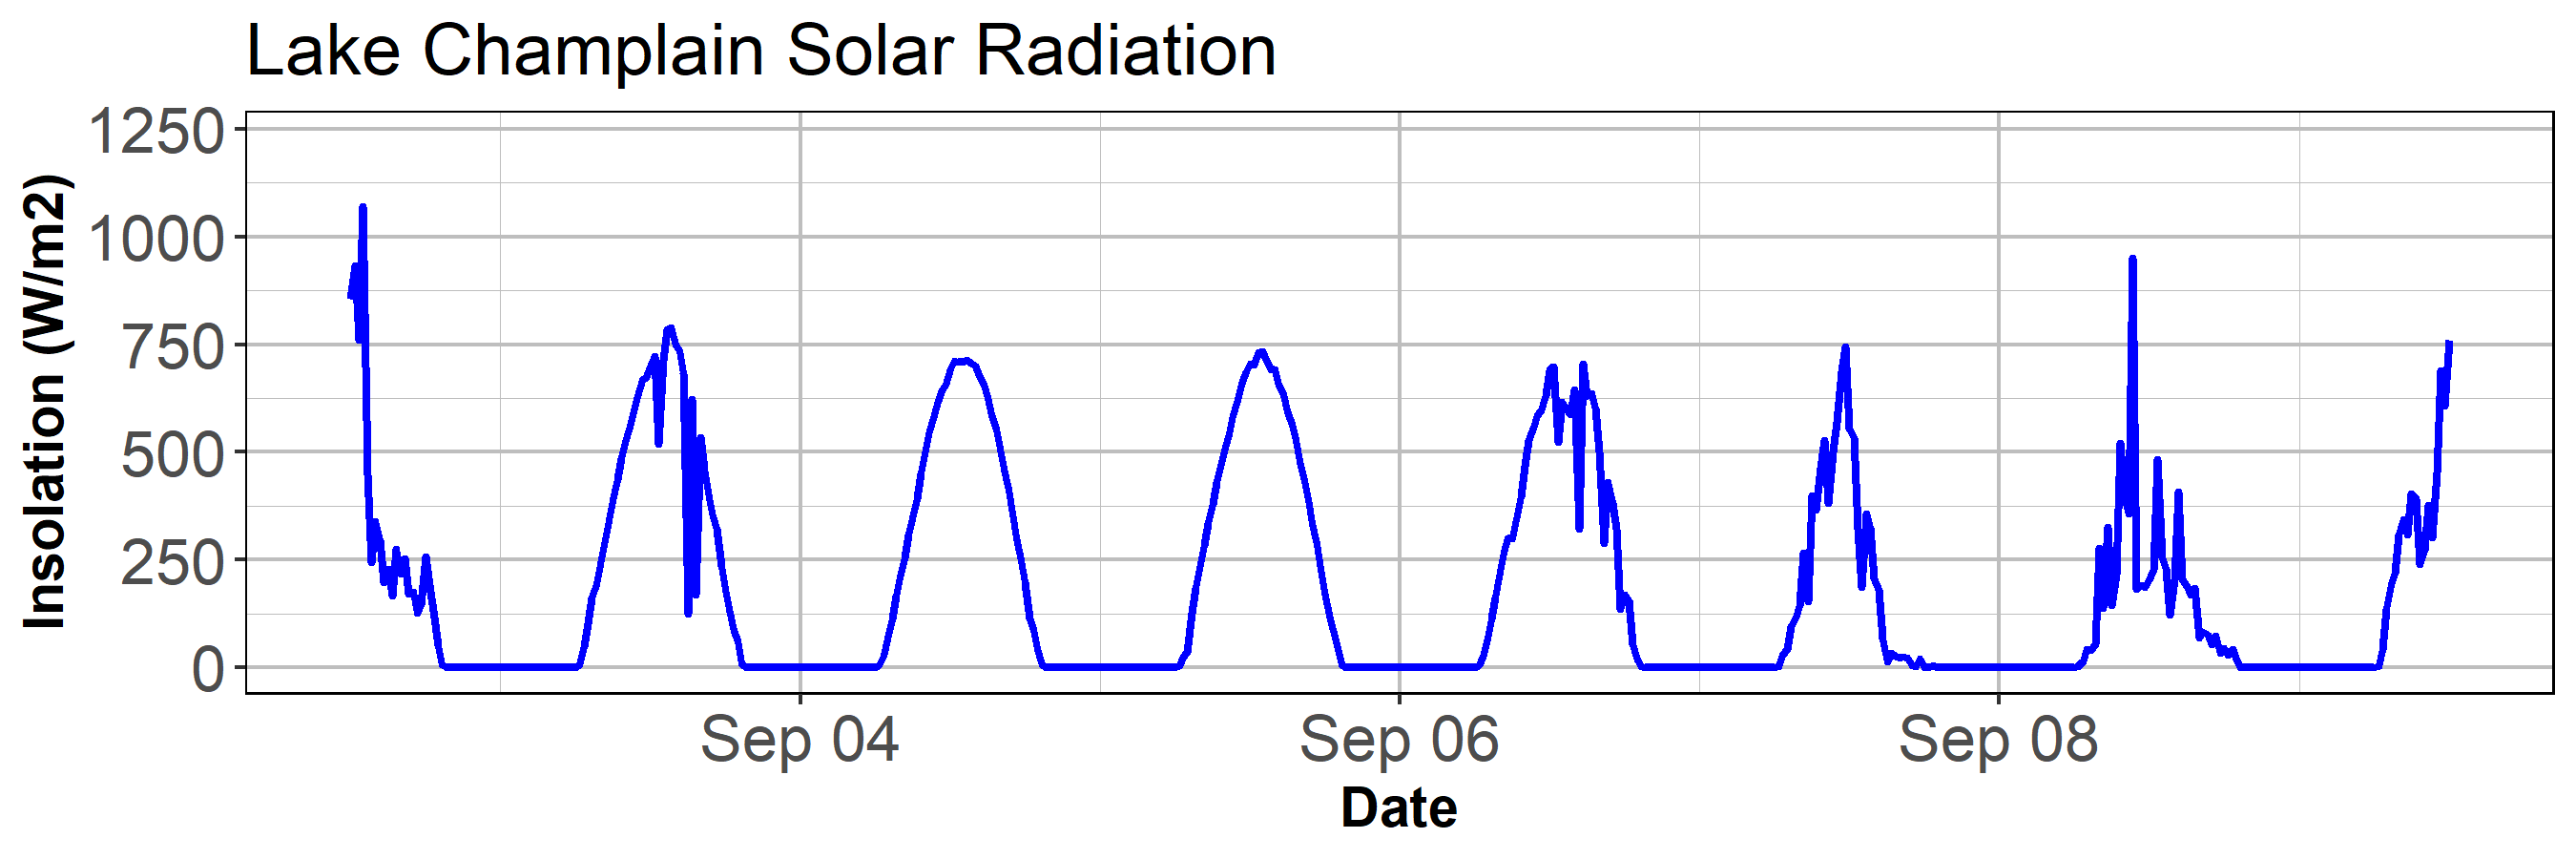 Lake Champlain Solar Radiation
Insolation (W/m2)
1250
1000
750
500
250
0
Sep 04
Sep 06
Sep 08
Date